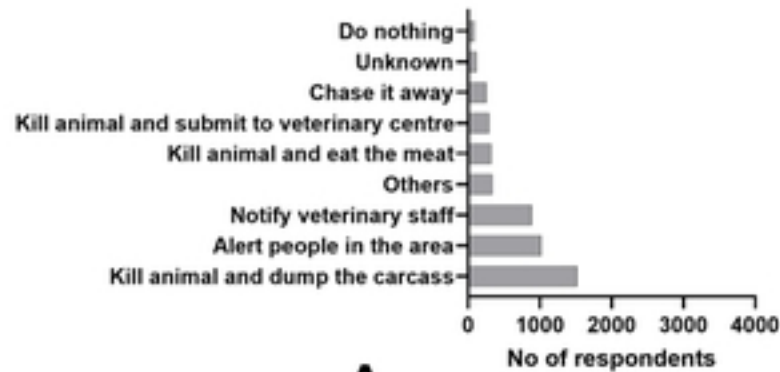 Do nothing
Unknown
Chase it away
Kill animal and submit to veterinary centre
Kill animal and eat the meat
Others
Notify veterinary staff
Alert people in the area
Kill animal and dump the carcass
0 1000 2000 3000 4000
No of respondents